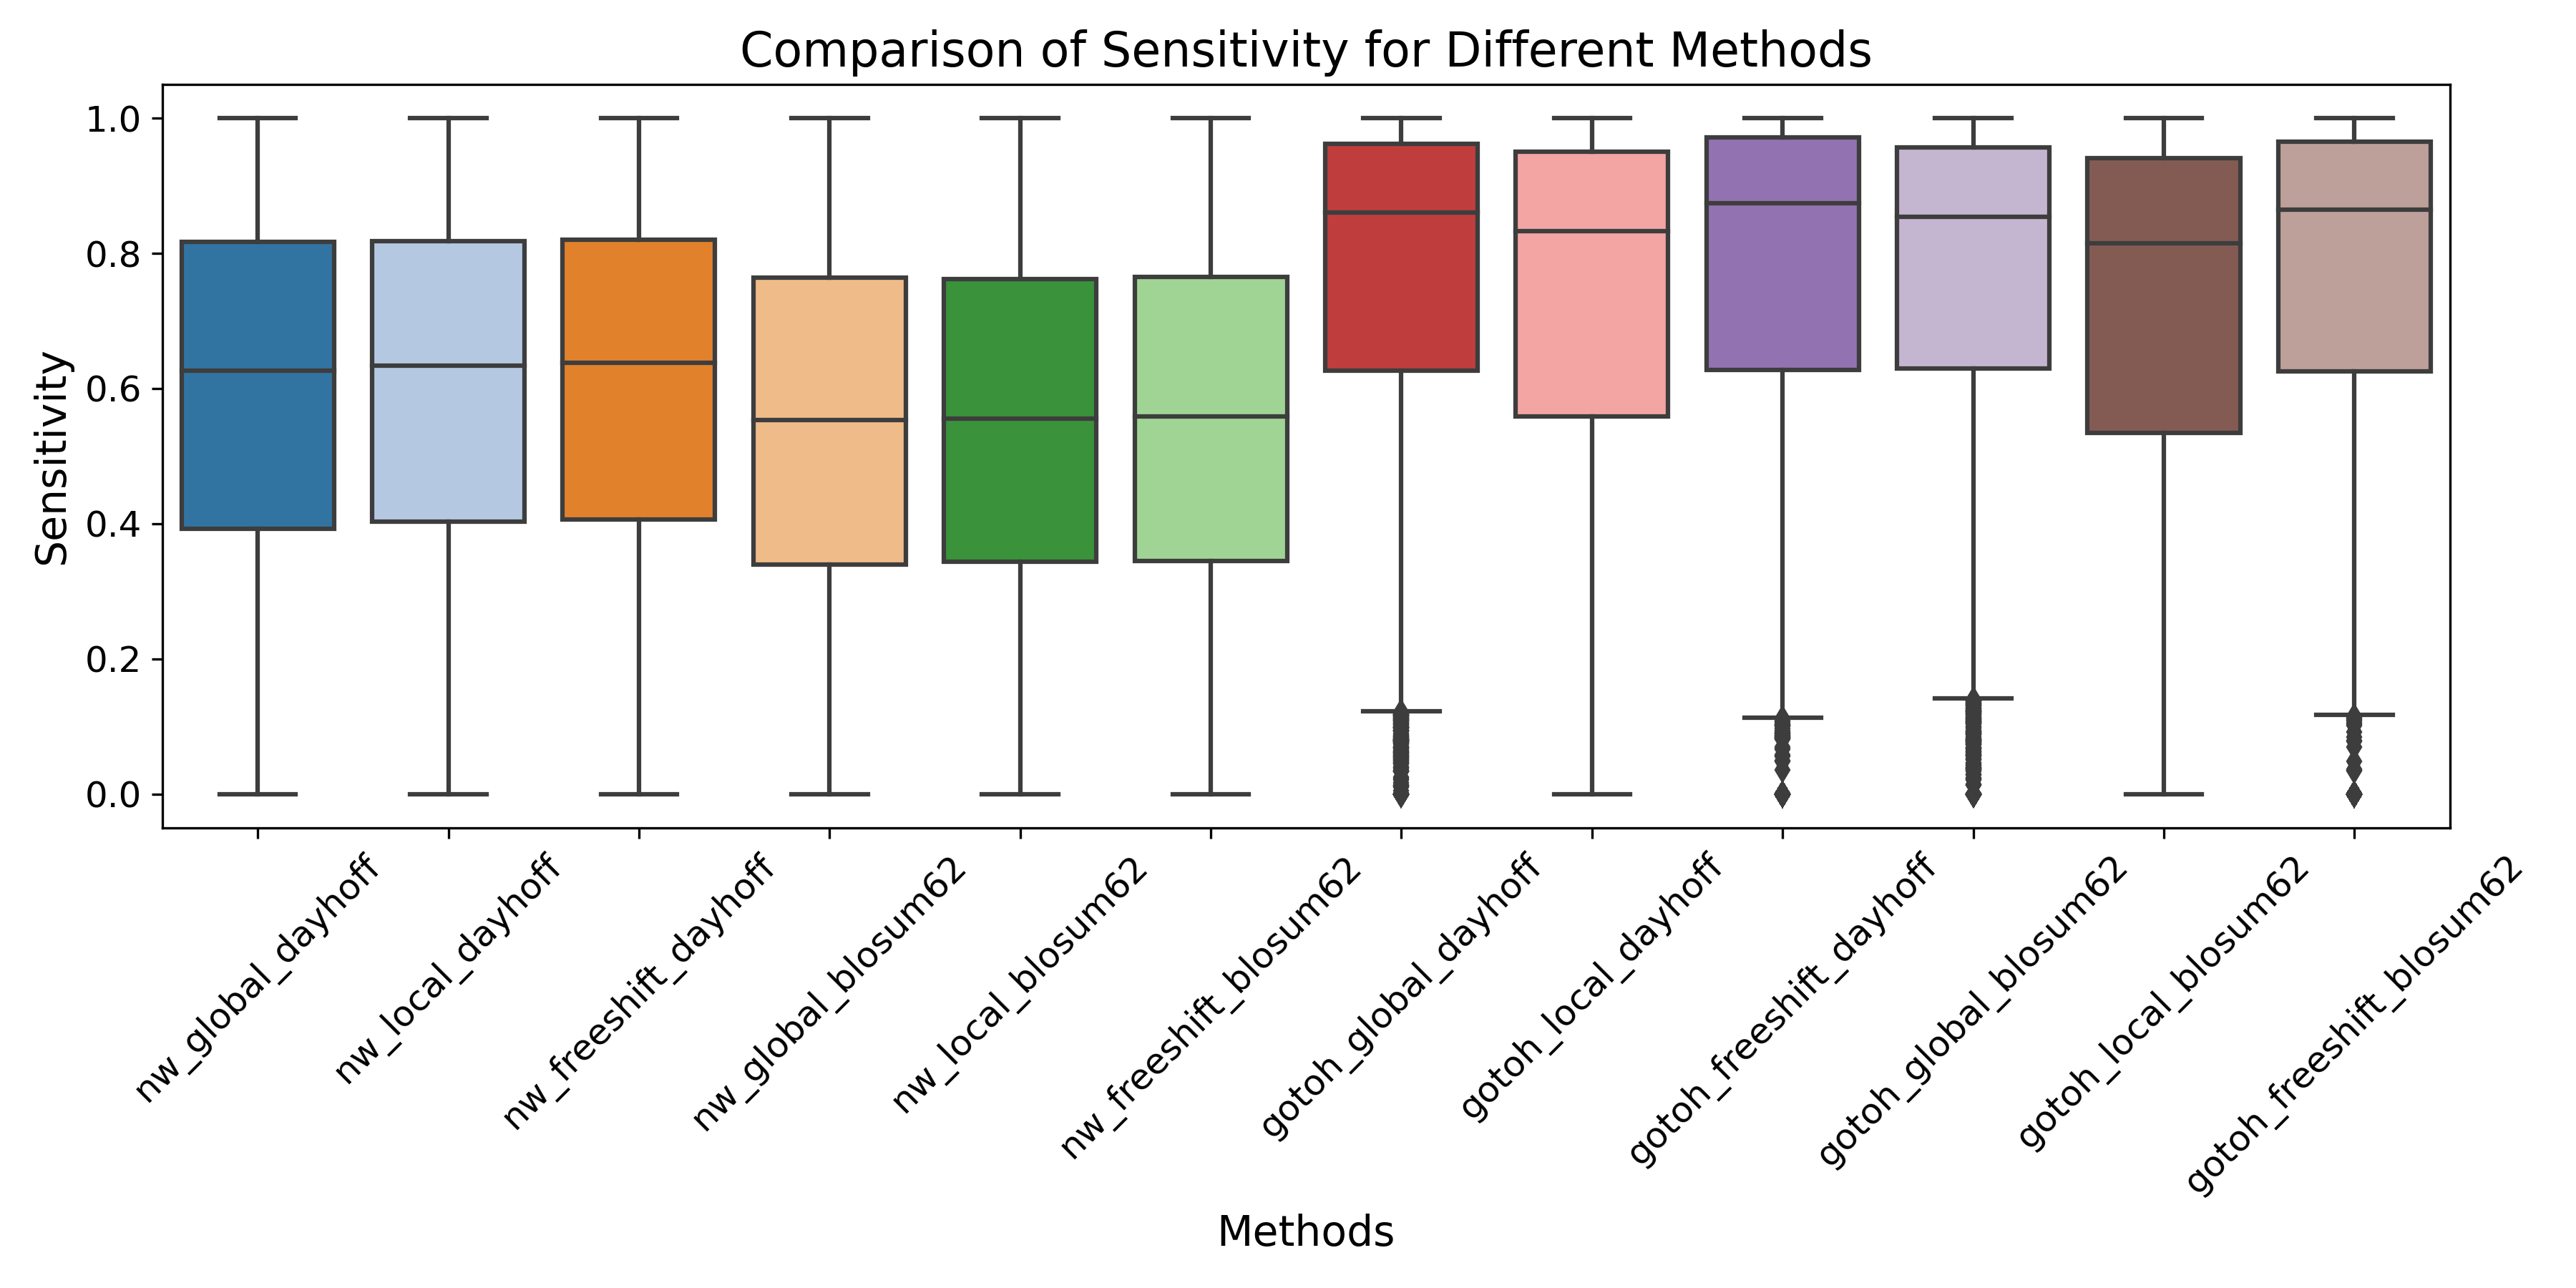 Comparison of Sensitivity for Different Methods
1.0
0.8
0.6
0.4
0.2
0.0
Sensitivity
nw_global_dayhoff
nw_local_dayhoff
nw_freeshift_dayhoff
nw_global_blosum62
nw_local_blosum62
nw_freeshift_blosum62
gotoh_global_dayhoff
gotoh_local_dayhoff
gotoh_freeshift_dayhoff
gotoh_global_blosum62
gotoh_local_blosum62
gotoh_freeshift_blosum62
Methods